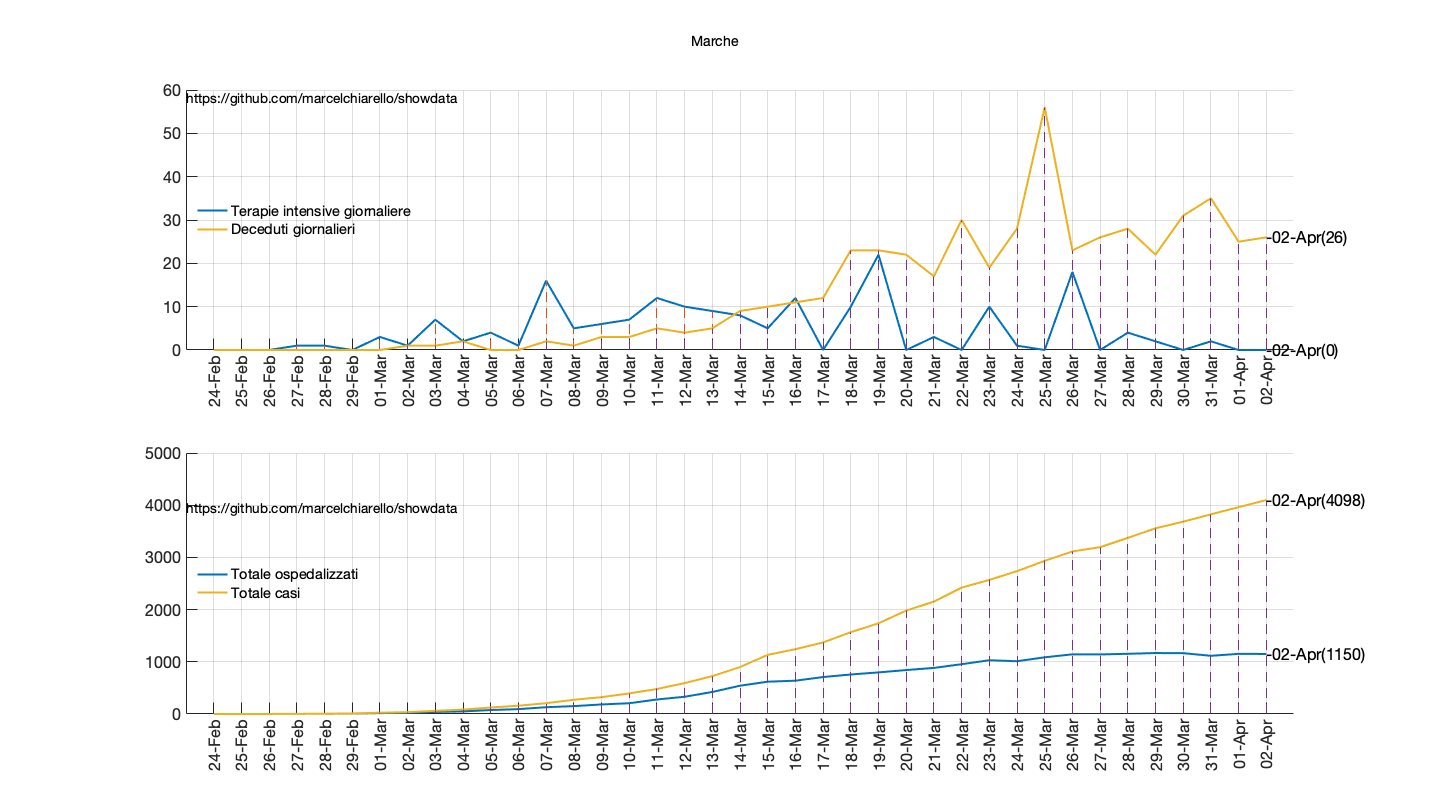 Marche
60
https://github.com/marcelchiarello/showdata
50
40
30
20
10
0
Terapie intensive giornaliere
Deceduti giornalieri
-02-Apr(26)
-02-Apr(0)
24-Feb
25-Feb
26-Feb
27-Feb
28-Feb
29-Feb
01-Mar
02-Mar
03-Mar
04-Mar
05-Mar
06-Mar
07-Mar
08-Mar
09-Mar
10-Mar
11-Mar
12-Mar
13-Mar
14-Mar
15-Mar
16-Mar
17-Mar
18-Mar
19-Mar
20-Mar
21-Mar
22-Mar
23-Mar
24-Mar
25-Mar
26-Mar
27-Mar
28-Mar
29-Mar
30-Mar
31-Mar
01-Apr
02-Apr
5000
4000
https://github.com/marcelchiarello/showdata
3000
2000
1000
0
Totale ospedalizzati
Totale casi
-02-Apr(4098)
-02-Apr(1150)
24-Feb
25-Feb
26-Feb
27-Feb
28-Feb
29-Feb
01-Mar
02-Mar
03-Mar
04-Mar
05-Mar
06-Mar
07-Mar
08-Mar
09-Mar
10-Mar
11-Mar
12-Mar
13-Mar
14-Mar
15-Mar
16-Mar
17-Mar
18-Mar
19-Mar
20-Mar
21-Mar
22-Mar
23-Mar
24-Mar
25-Mar
26-Mar
27-Mar
28-Mar
29-Mar
30-Mar
31-Mar
01-Apr
02-Apr